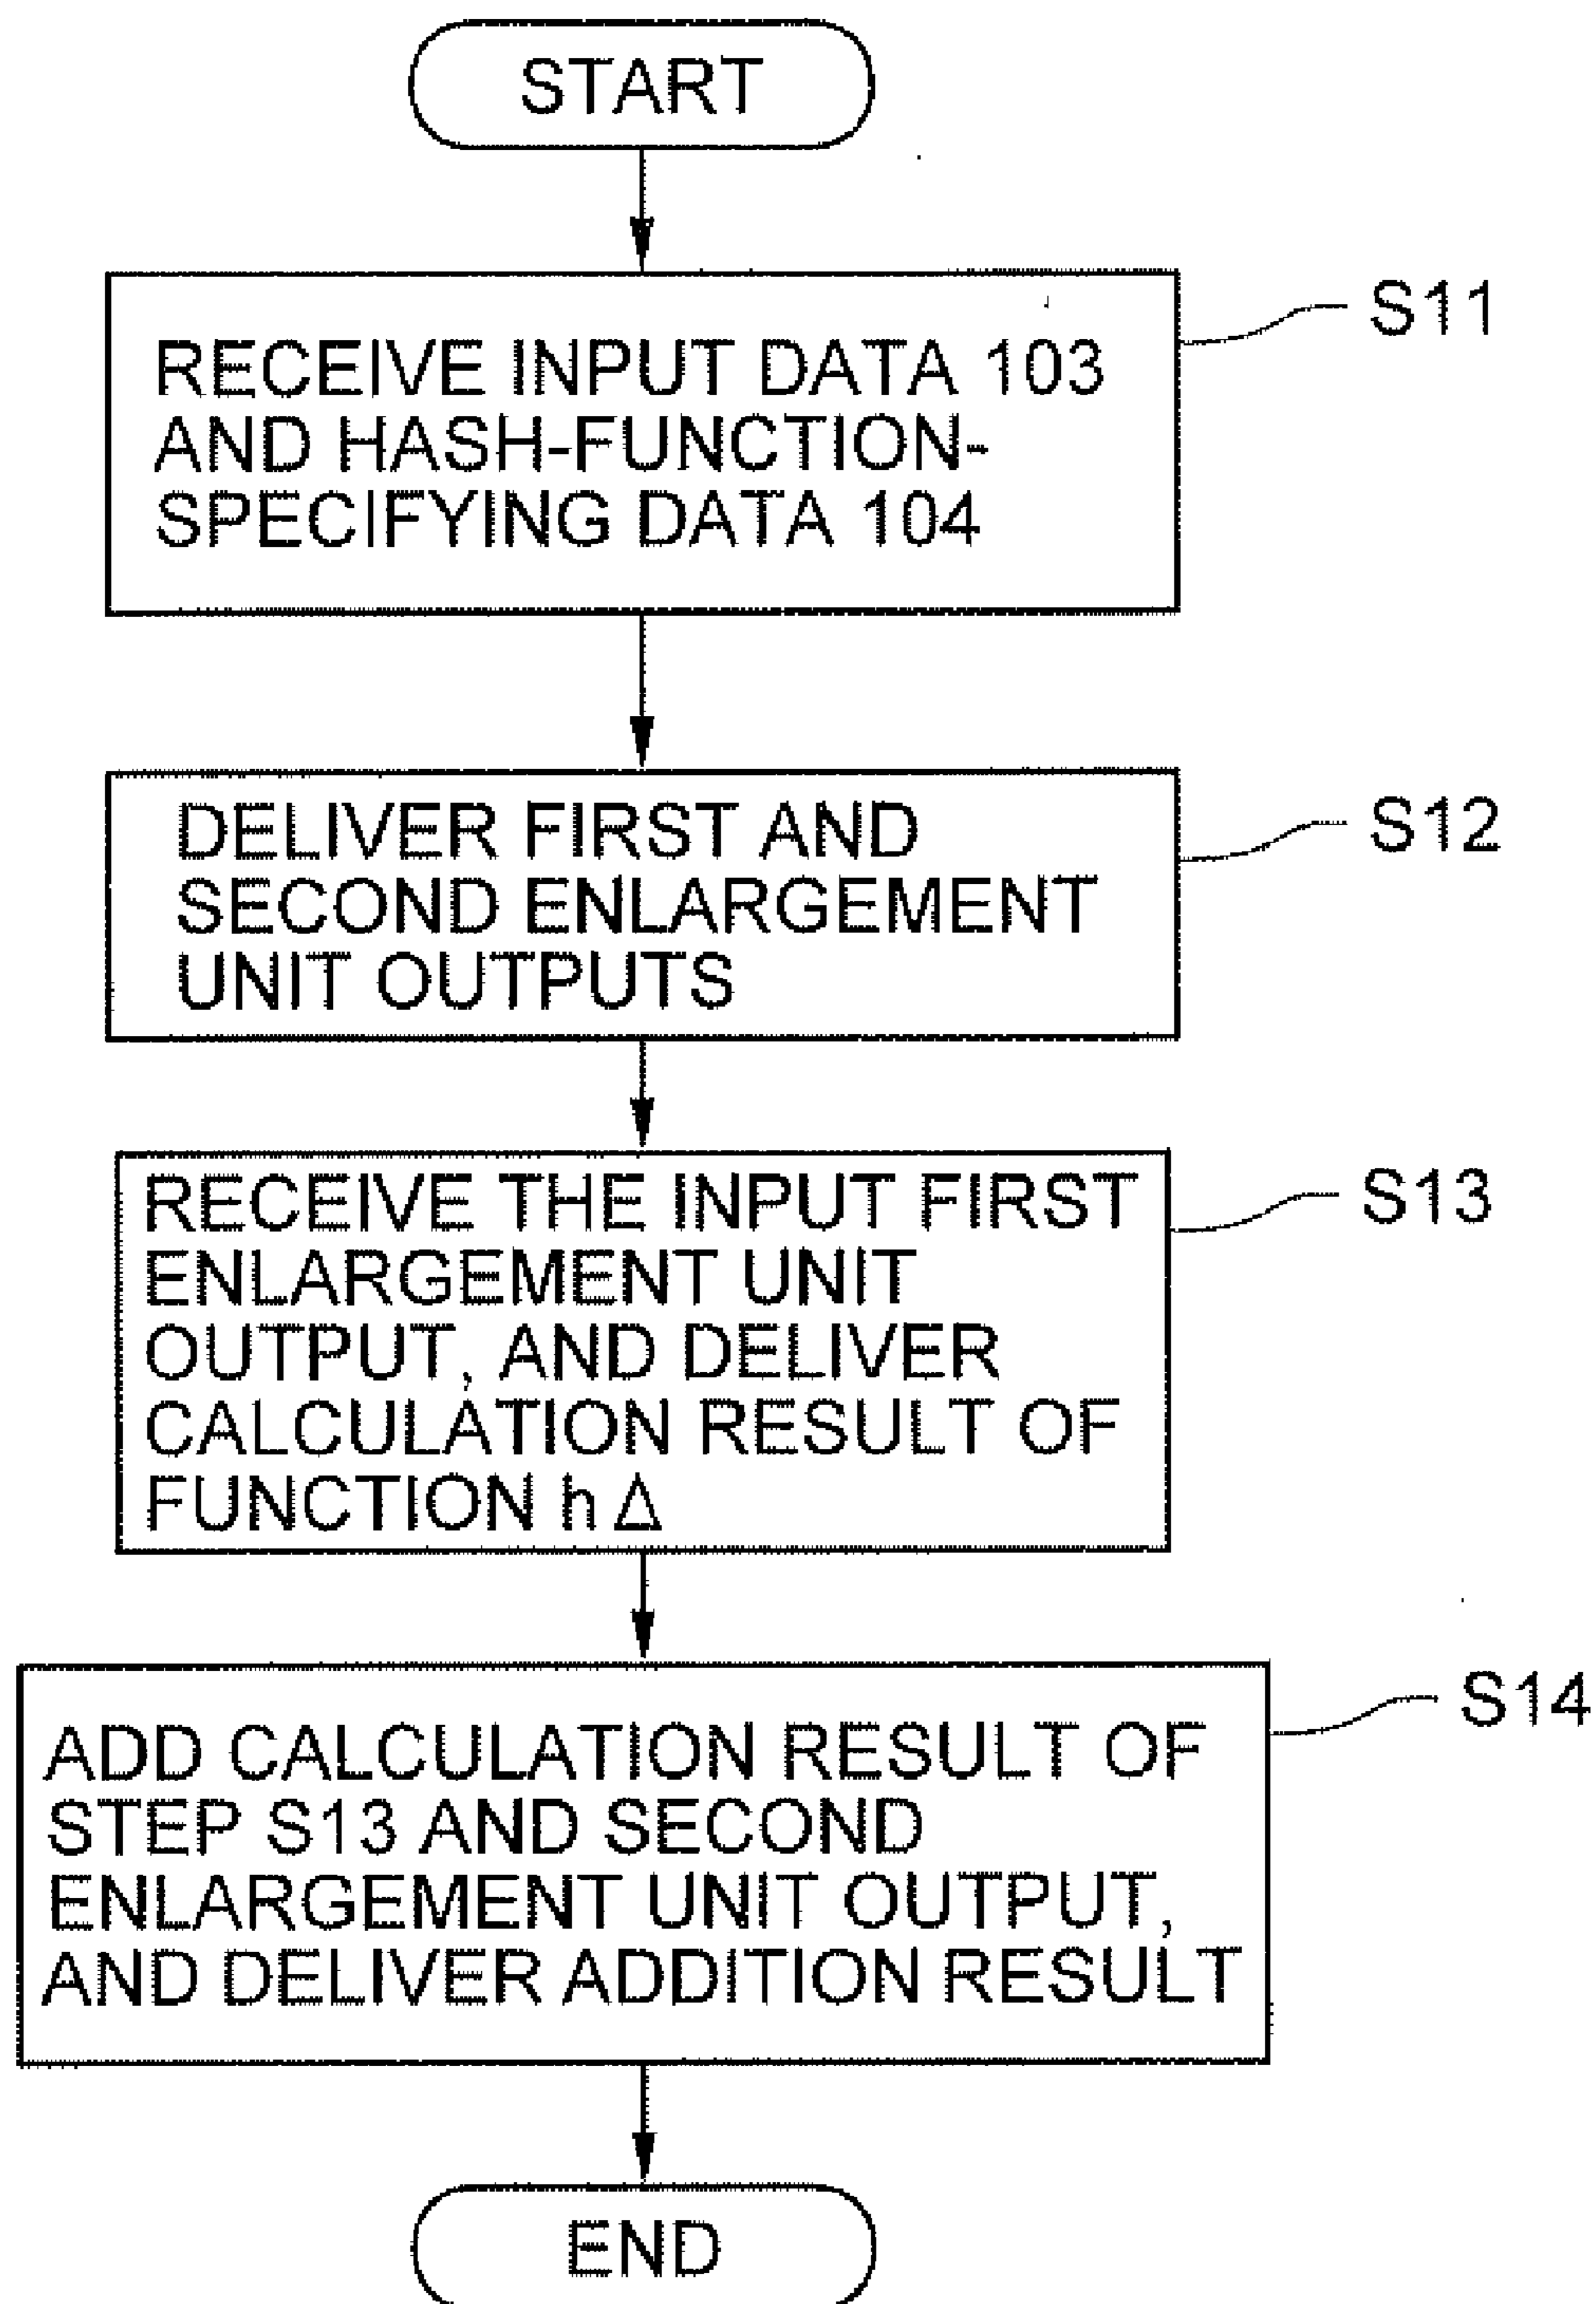 START
RECEIVE INPUT DATA 103
AND HASH-FUNCTION-
SPECIFYING DATA 104
S11
DELIVER FIRST AND
SECOND ENLARGEMENT
UNIT OUTPUTS
S12
RECEIVE THE INPUT FIRST
ENLARGEMENT UNIT
OUTPUT, AND DELIVER
CALCULATION RESULT OF
FUNCTION h Δ
S13
ADD CALCULATION RESULT OF
STEP S13 AND SECOND
ENLARGEMENT UNIT OUTPUT,
AND DELIVER ADDITION RESULT
S14
END